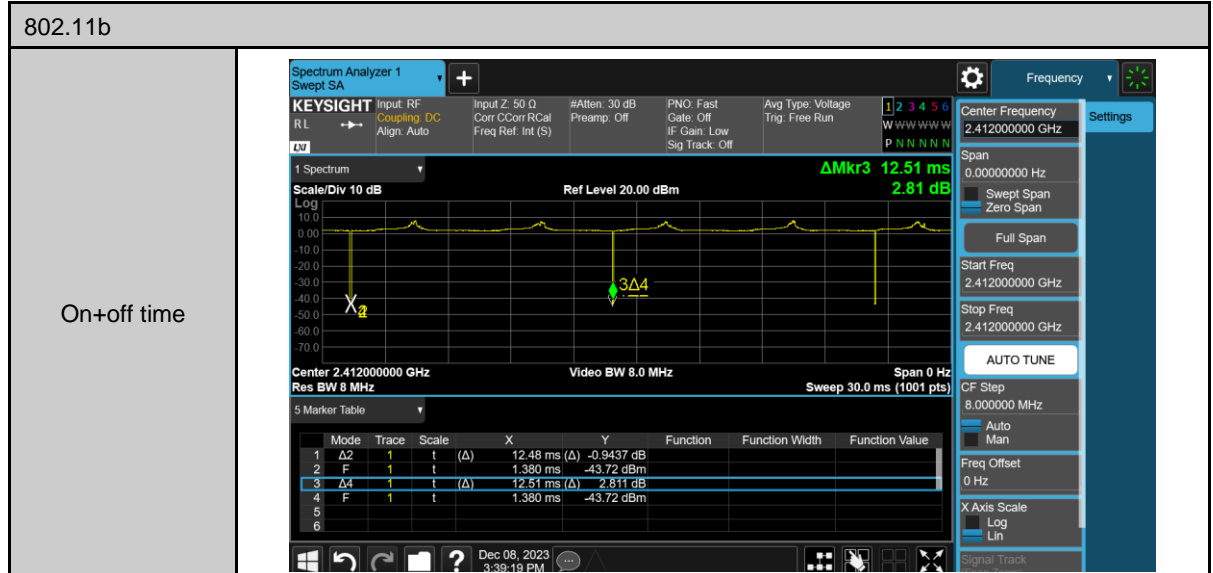 802.11b
On+off time
Spectrum Analyzer 1
Swept SA
+
Frequency
KEYSIGHT
RL
LXI
Input: RF
Coupling: DC
Align: Auto
Input Z: 50 Ω
Corr CCorr RCal
Freq Ref: Int (S)
#Atten: 30 dB
Preamp: Off
PNO: Fast
Gate: Off
IF Gain: Low
Sig Track: Off
Avg Type: Voltage
Trig: Free Run
1 2 3 4 5 6
W W W W W W
P N N N N N
Center Frequency
2.412000000 GHz
Settings
1 Spectrum
ΔMkr3 12.51 ms
2.81 dB
Scale/Div 10 dB
Ref Level 20.00 dBm
Log
10.0
0.00
-10.0
-20.0
-30.0
-40.0
-50.0
-60.0
-70.0
3Δ4
Center 2.412000000 GHz
Video BW 8.0 MHz
Span 0 Hz
Res BW 8 MHz
Sweep 30.0 ms (1001 pts)
Span
0.00000000 Hz
Swept Span
Zero Span
Full Span
Start Freq
2.412000000 GHz
Stop Freq
2.412000000 GHz
AUTO TUNE
CF Step
8.000000 MHz
Auto
Man
Freq Offset
0 Hz
X Axis Scale
Log
Lin
Signal Track
5 Marker Table
Mode Trace Scale X Y Function Function Width Function Value
1 Δ2 1 t (Δ) 12.48 ms (Δ) -0.9437 dB
2 F 1 t 1.380 ms -43.72 dBm
3 Δ4 1 t (Δ) 12.51 ms (Δ) 2.811 dB
4 F 1 t 1.380 ms -43.72 dBm
5
6
?
Dec 08, 2023
3:39:19 PM